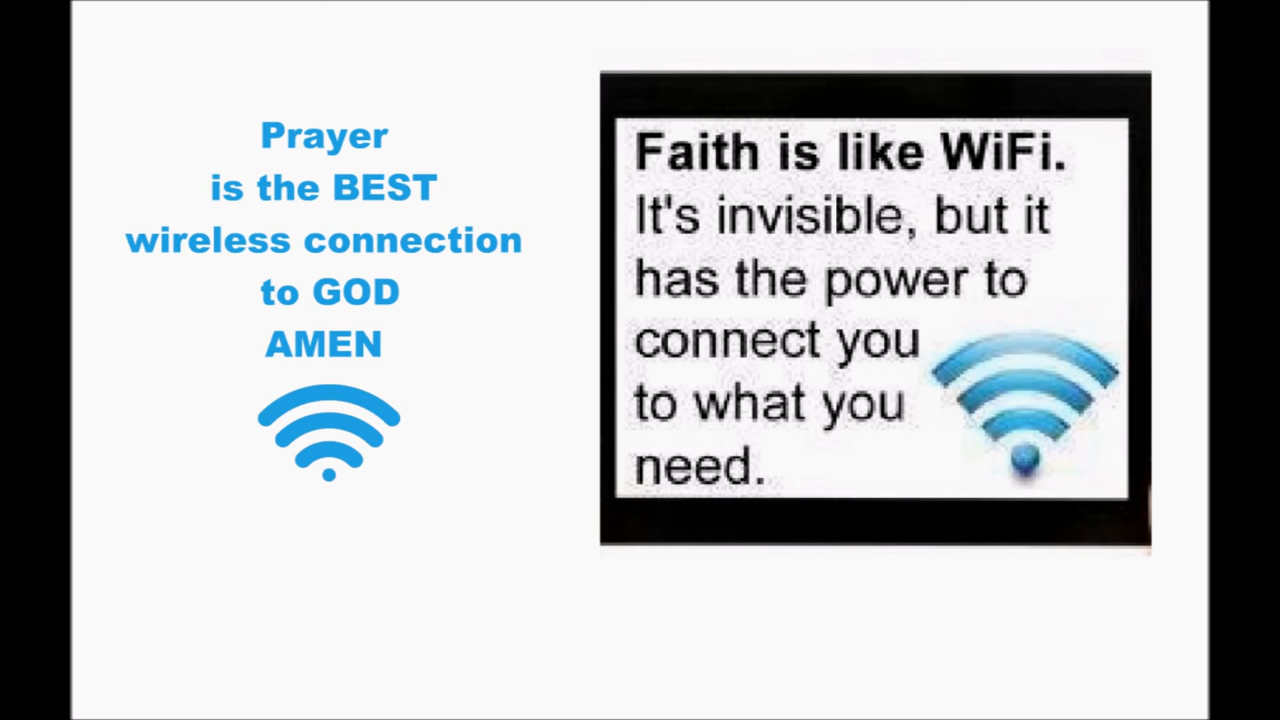 Prayer
is the BEST
wireless connection
to GOD
AMEN
Faith is like WiFi.
It's invisible, but it
has the power to
connect you
to what you
need.